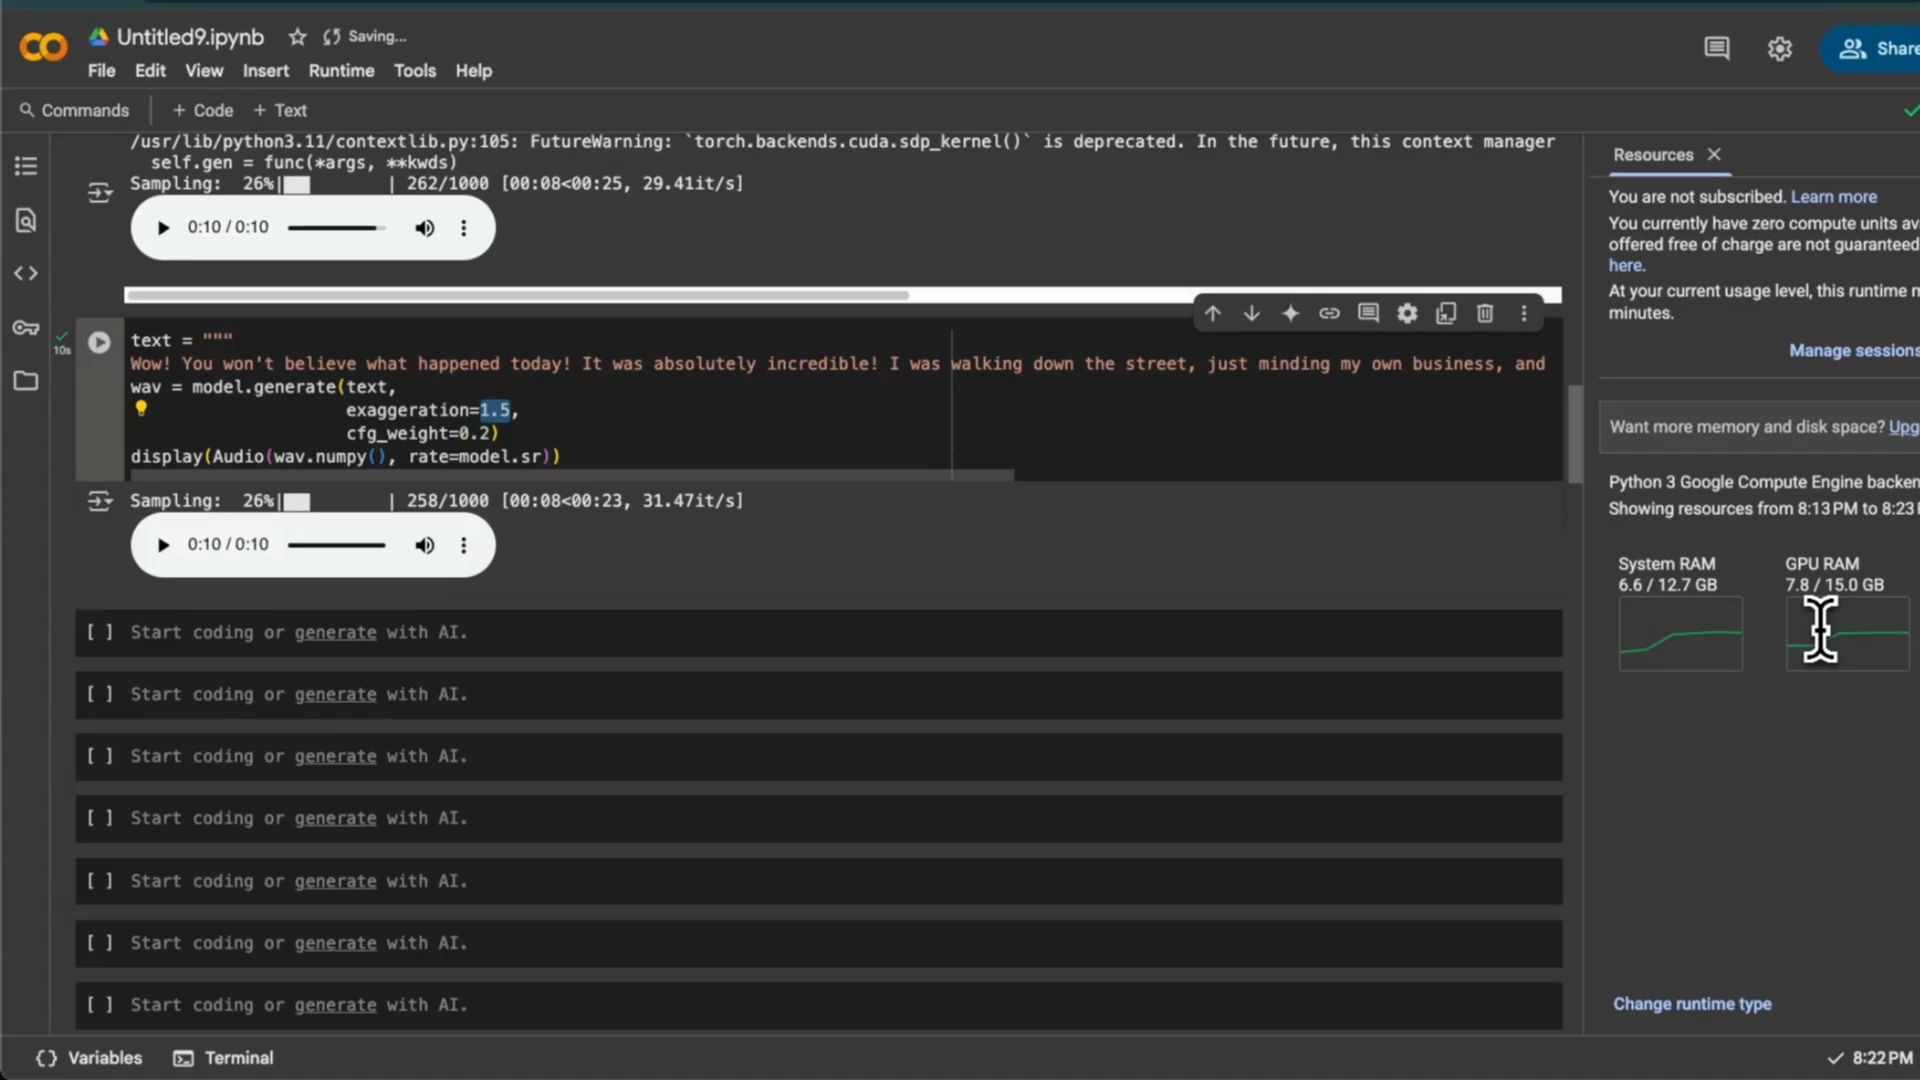 Untitled9.ipynb
Saving...
File Edit View Insert Runtime Tools Help
Share
Commands + Code + Text
/usr/lib/python3.11/contextlib.py:105: FutureWarning: `torch.backends.cuda.sdp_kernel()` is deprecated. In the future, this context manager
self.gen = func(*args, **kwds)
Sampling: 26%| | 262/1000 [00:08<00:25, 29.41it/s]
0:10 / 0:10
10s
text = """
Wow! You won't believe what happened today! It was absolutely incredible! I was walking down the street, just minding my own business, and
wav = model.generate(text,
exaggeration=1.5,
cfg_weight=0.2)
display(Audio(wav.numpy(), rate=model.sr))
Sampling: 26%| | 258/1000 [00:08<00:23, 31.47it/s]
0:10 / 0:10
[ ] Start coding or generate with AI.
[ ] Start coding or generate with AI.
[ ] Start coding or generate with AI.
[ ] Start coding or generate with AI.
[ ] Start coding or generate with AI.
[ ] Start coding or generate with AI.
[ ] Start coding or generate with AI.
Resources
You are not subscribed. Learn more
You currently have zero compute units
offered free of charge are not guaranteed
here.
At your current usage level, this runtime
minutes.
Manage sessions
Want more memory and disk space?
Python 3 Google Compute Engine
Showing resources from 8:13 PM to 8:23
System RAM
6.6 / 12.7 GB
GPU RAM
7.8 / 15.0 GB
Change runtime type
Variables Terminal
8:22 PM